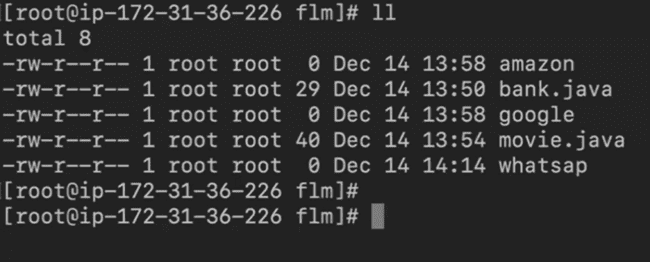 [root@ip-172-31-36-226 flm]# ll
total 8
-rw-r--r-- 1 root root  0 Dec 14 13:58 amazon
-rw-r--r-- 1 root root 29 Dec 14 13:50 bank.java
-rw-r--r-- 1 root root  0 Dec 14 13:58 google
-rw-r--r-- 1 root root 40 Dec 14 13:54 movie.java
-rw-r--r-- 1 root root  0 Dec 14 14:14 whatsap
[root@ip-172-31-36-226 flm]#
[root@ip-172-31-36-226 flm]#